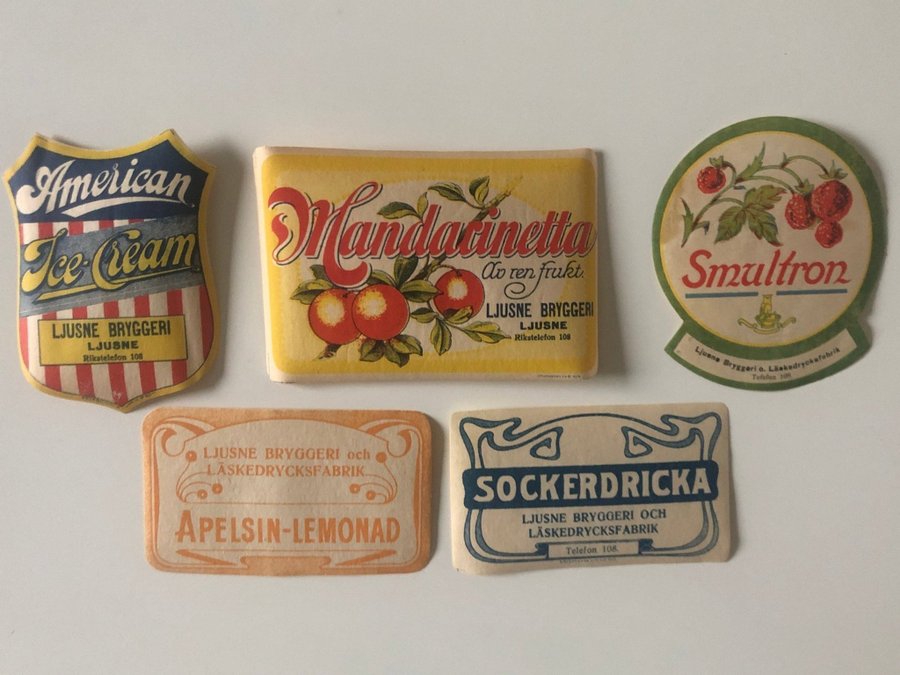 American
Ice-Cream
LJUSNE BRYGGERI
LJUSNE
Rikstelefon 108
Mandarinetta
Av ren frukt.
LJUSNE BRYGGERI
LJUSNE
Rikstelefon 108
Smultron
Ljusne Bryggeri o. Läskedrycksfabrik
Telefon 108.
LJUSNE BRYGGERI och
LÄSKEDRYCKSFABRIK
APELSIN-LEMONAD
SOCKERDRICKA
LJUSNE BRYGGERI OCH
LÄSKEDRYCKSFABRIK
Telefon 108.